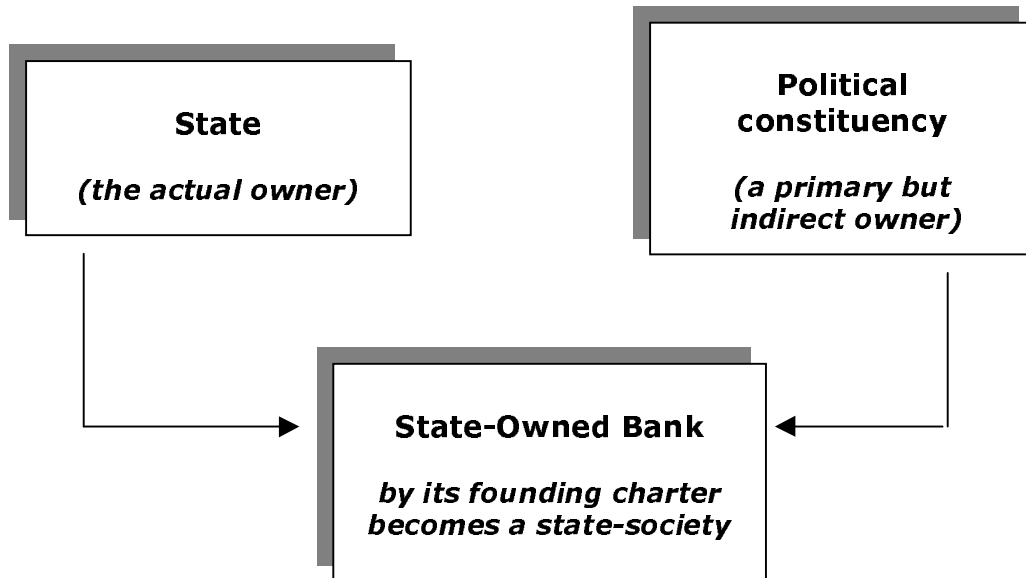 State
(the actual owner)
Political
constituency
(a primary but
indirect owner)
State-Owned Bank
by its founding charter
becomes a state-society